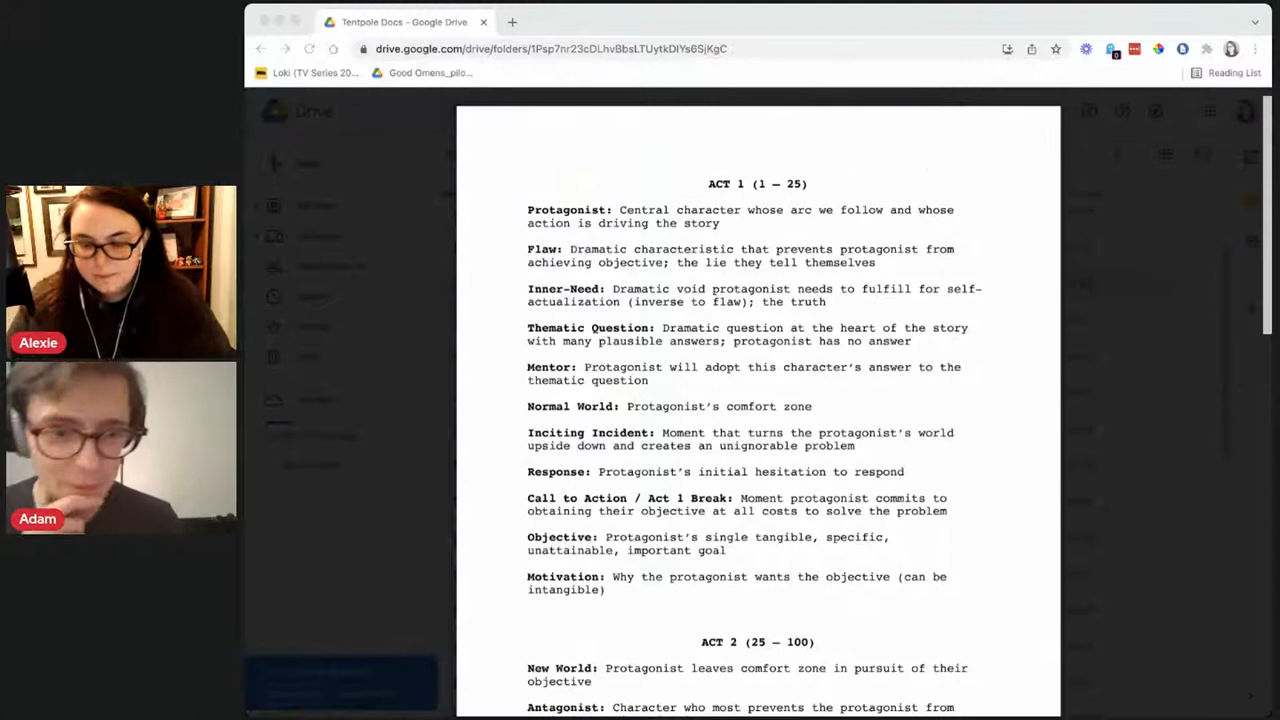 Tentpole Docs - Google Drive
drive.google.com/drive/folders/1Psp7nr23cDLhvBbsLTUytkDIYs6SjKgC
Loki (TV Series 20...
Good Omens_pilo...
Reading List
Drive
ACT 1 (1 – 25)
Protagonist: Central character whose arc we follow and whose
action is driving the story
Flaw: Dramatic characteristic that prevents protagonist from
achieving objective; the lie they tell themselves
Inner-Need: Dramatic void protagonist needs to fulfill for self-
actualization (inverse to flaw); the truth
Thematic Question: Dramatic question at the heart of the story
with many plausible answers; protagonist has no answer
Mentor: Protagonist will adopt this character's answer to the
thematic question
Normal World: Protagonist's comfort zone
Inciting Incident: Moment that turns the protagonist's world
upside down and creates an unignorable problem
Response: Protagonist's initial hesitation to respond
Call to Action / Act 1 Break: Moment protagonist commits to
obtaining their objective at all costs to solve the problem
Objective: Protagonist's single tangible, specific,
unattainable, important goal
Motivation: Why the protagonist wants the objective (can be
intangible)
ACT 2 (25 – 100)
New World: Protagonist leaves comfort zone in pursuit of their
objective
Antagonist: Character who most prevents the protagonist from
Alexie
Adam